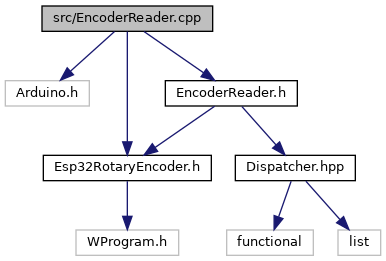 src/EncoderReader.cpp
Arduino.h
EncoderReader.h
Esp32RotaryEncoder.h
Dispatcher.hpp
WProgram.h
functional
list